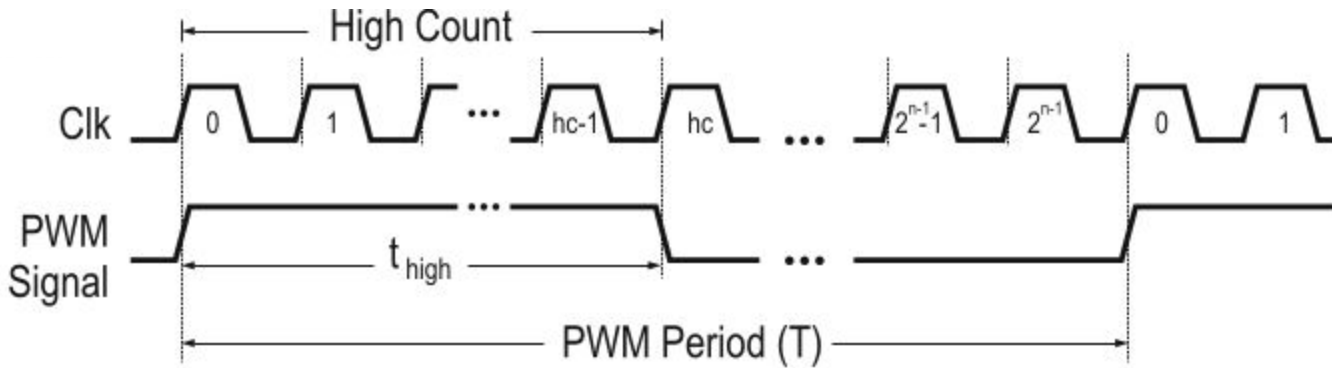 High Count
Clk 0 1 ... hc-1 hc ... 2ⁿ⁻¹-1 2ⁿ⁻¹ 0 1
PWM ... ...
Signal
t high
PWM Period (T)